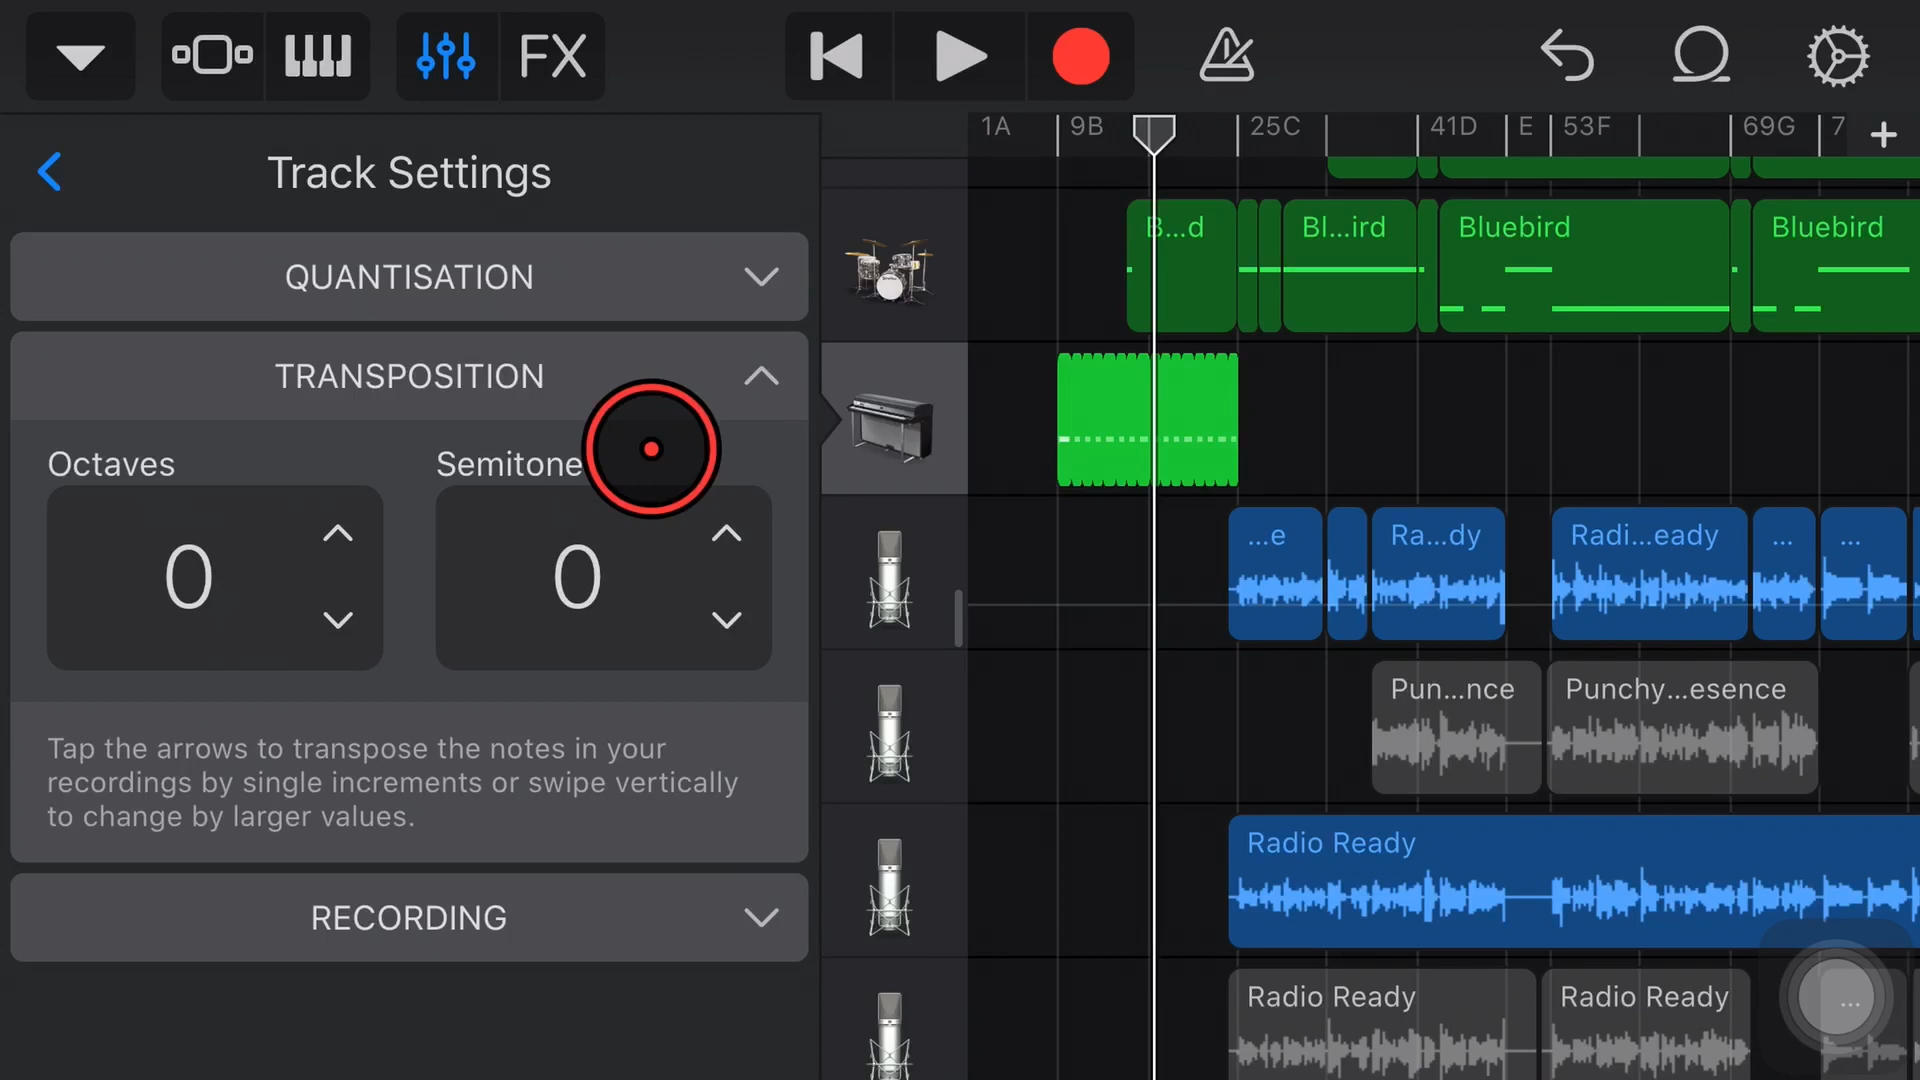 FX
1A
9B
25C
41D
E
53F
69G
7
Track Settings
QUANTISATION
TRANSPOSITION
Octaves
Semitone
0
0
Tap the arrows to transpose the notes in your
recordings by single increments or swipe vertically
to change by larger values.
RECORDING
B...d
Bl...ird
Bluebird
Bluebird
...e
Ra...dy
Radi...eady
...
...
Pun...nce
Punchy...esence
Radio Ready
Radio Ready
Radio Ready
...